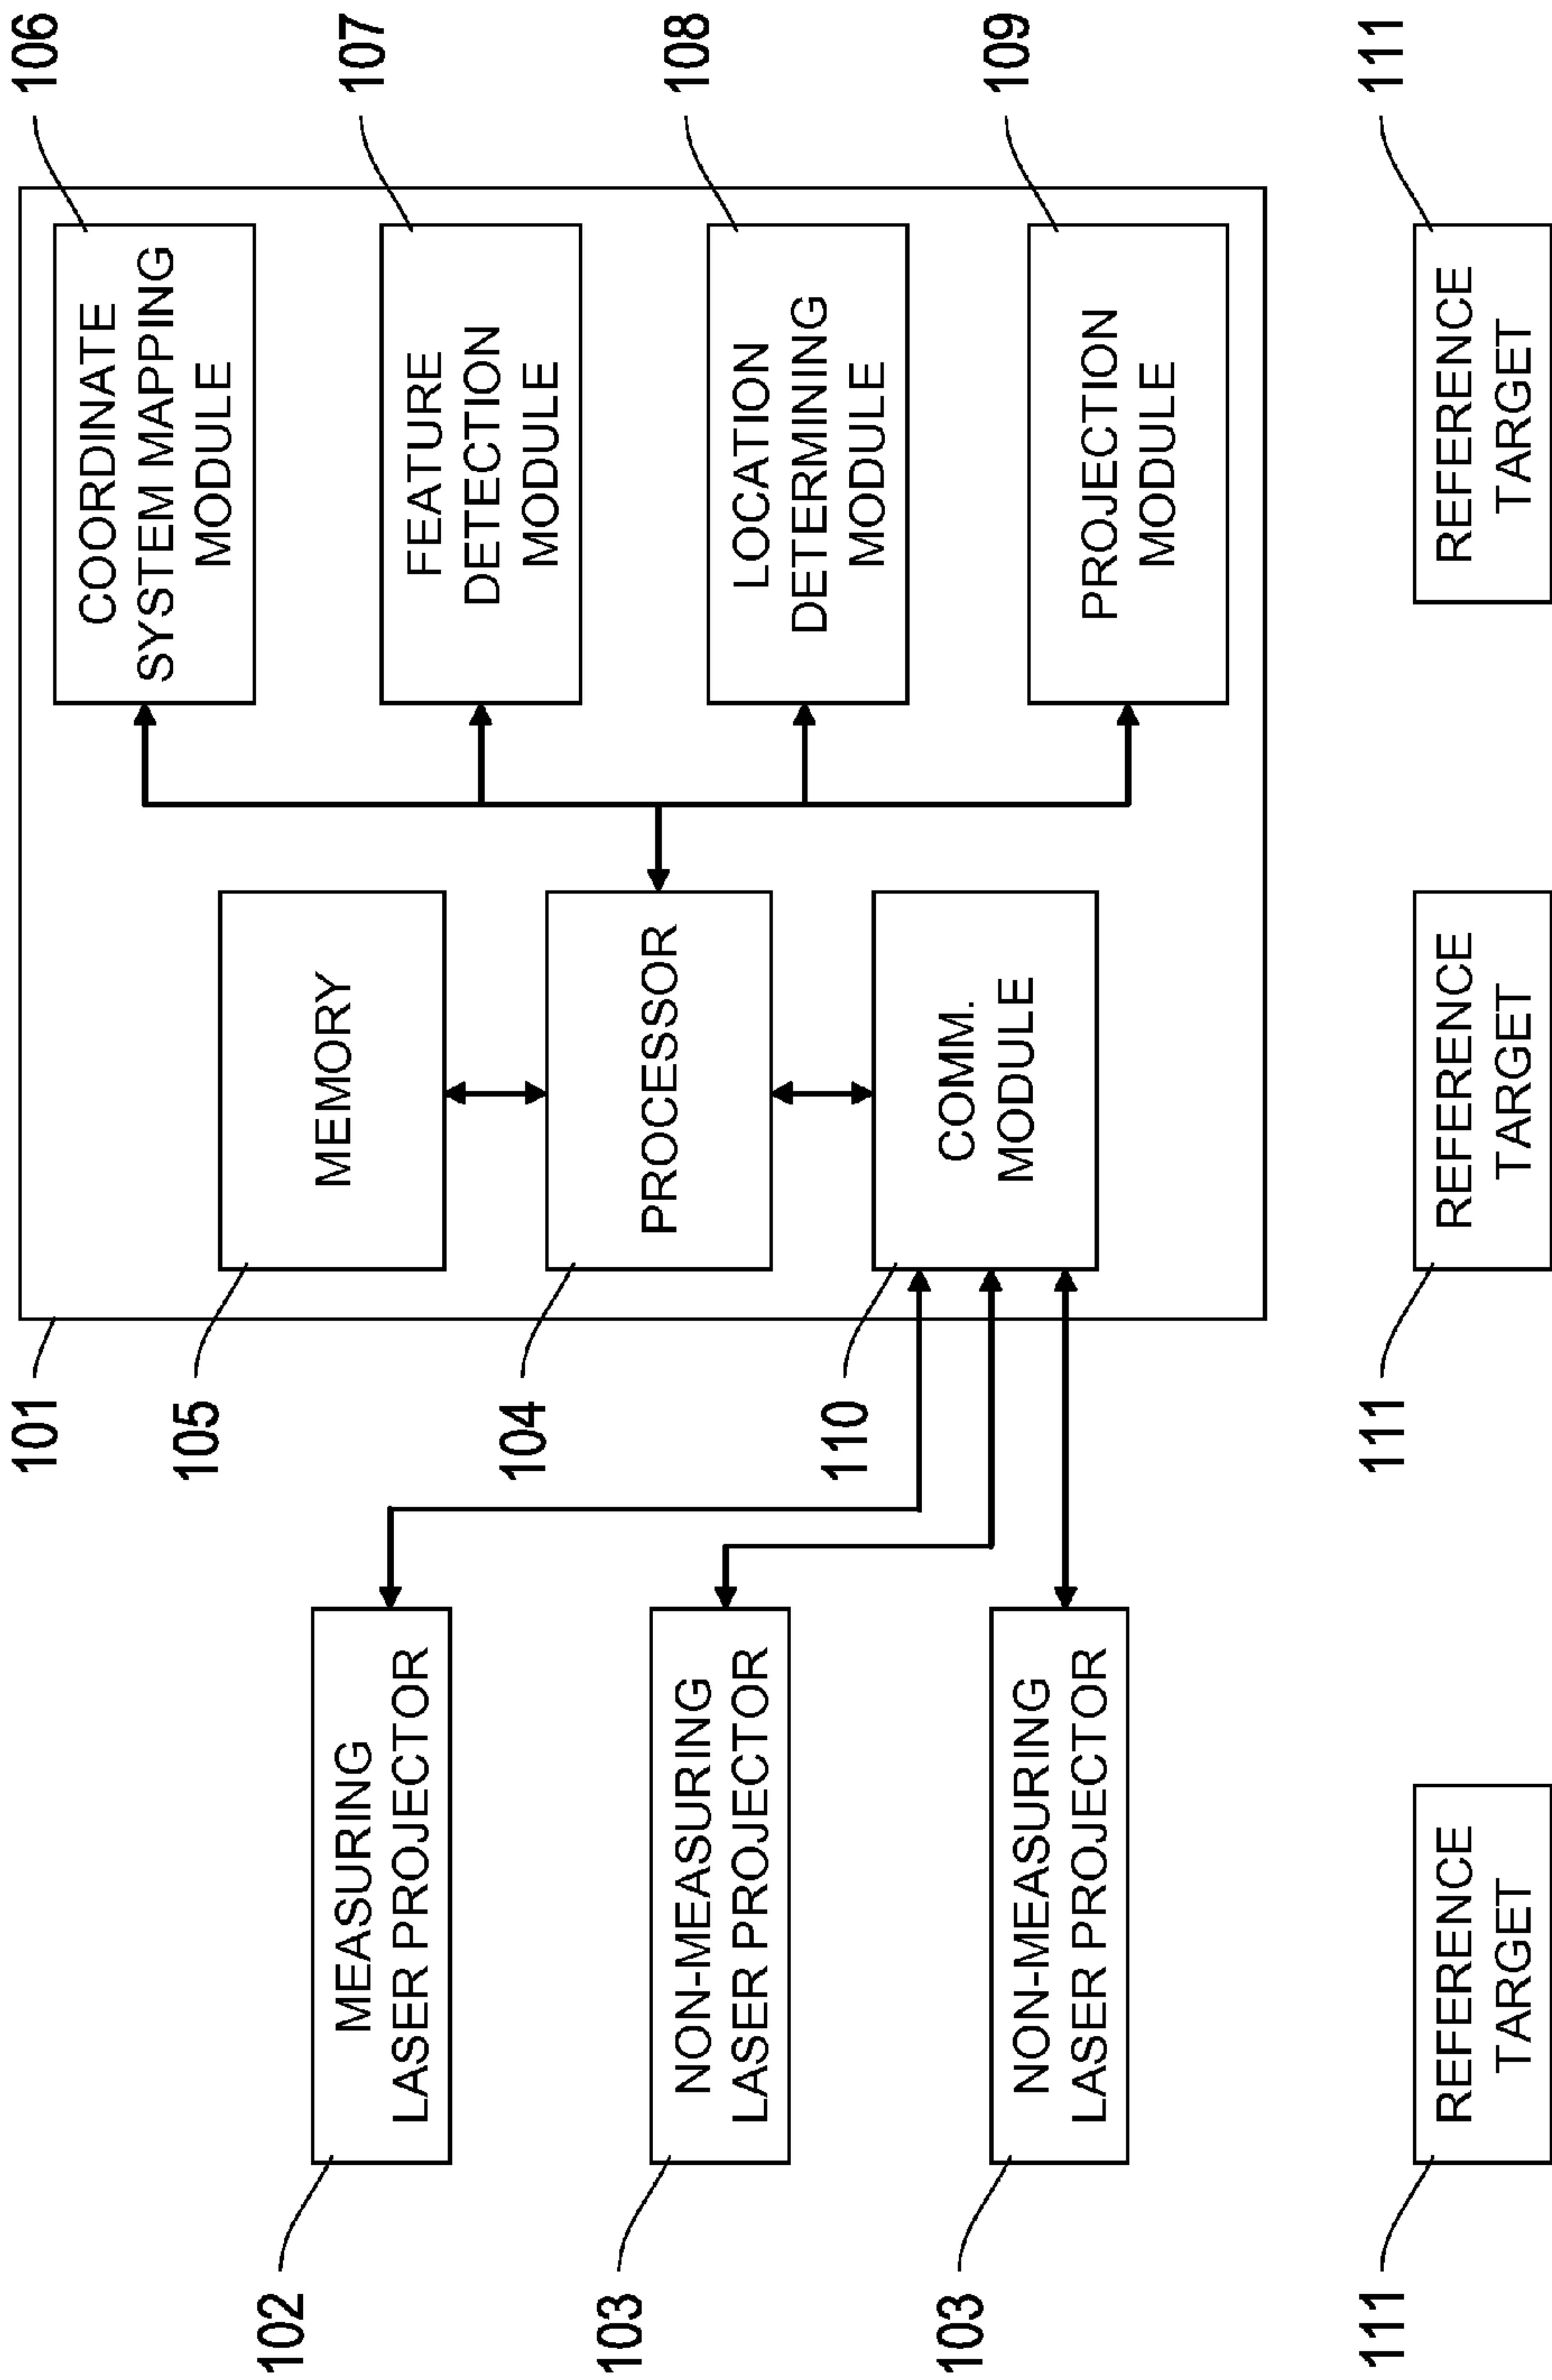 101
106
COORDINATE
SYSTEM MAPPING
MODULE
105
MEMORY
102
MEASURING
LASER PROJECTOR
107
FEATURE
DETECTION
MODULE
104
PROCESSOR
103
NON-MEASURING
LASER PROJECTOR
108
LOCATION
DETERMINING
MODULE
110
COMM.
MODULE
103
NON-MEASURING
LASER PROJECTOR
109
PROJECTION
MODULE
111
REFERENCE
TARGET
111
REFERENCE
TARGET
111
REFERENCE
TARGET